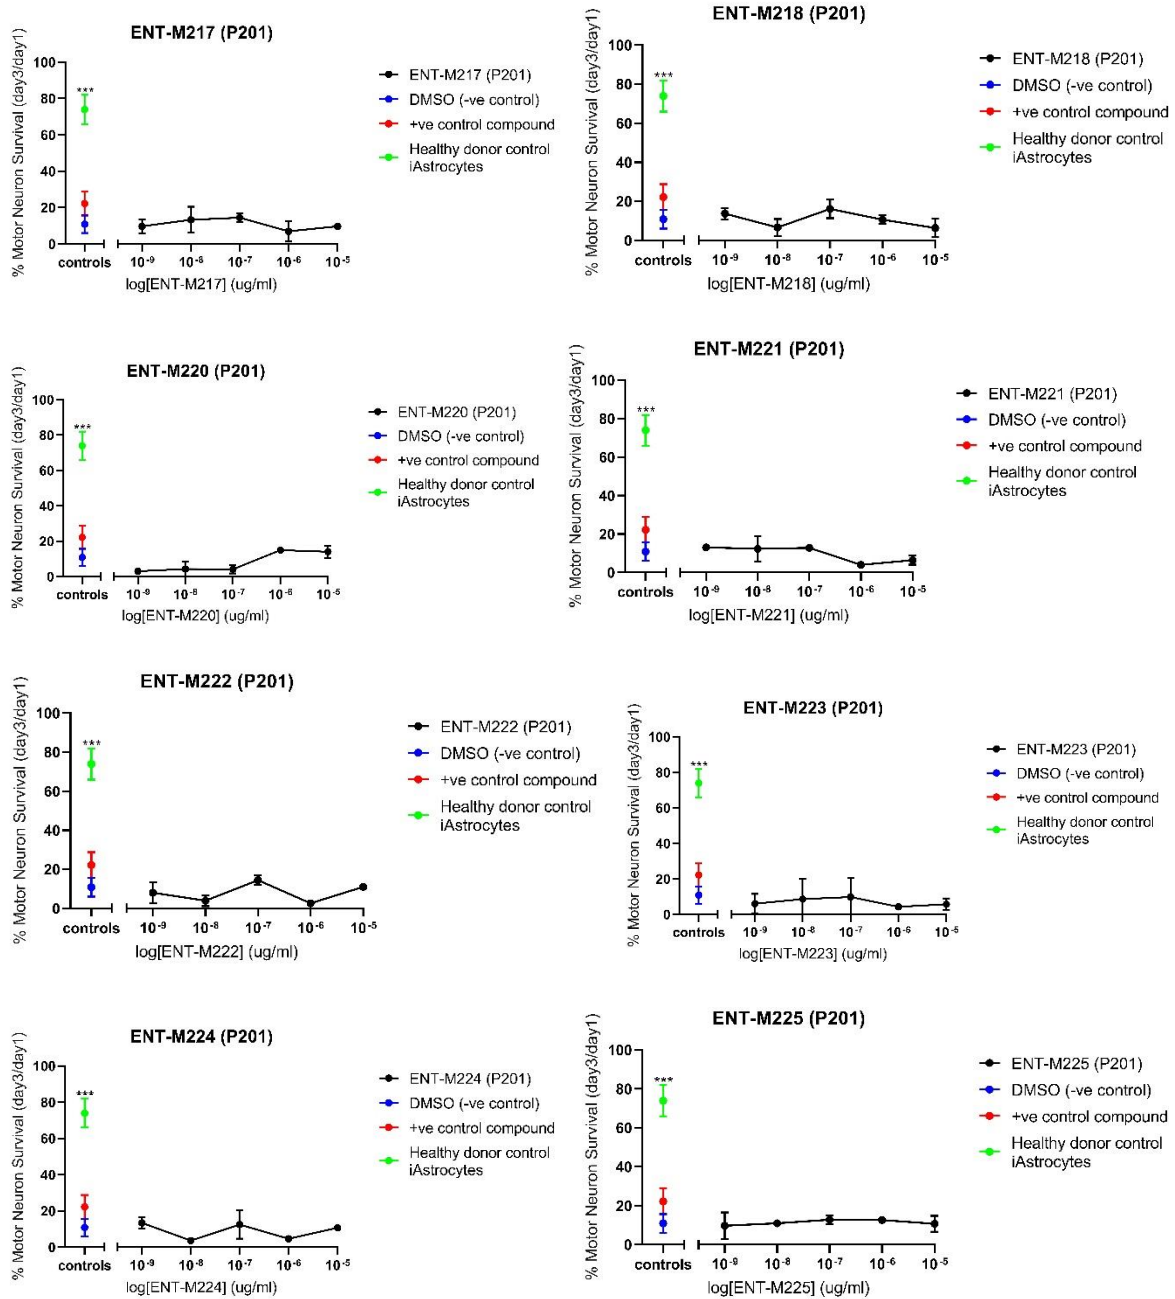 ENT-M217 (P201)
% Motor Neuron Survival (day3/day1)
100
80
60
40
20
0
***
controls
10-9
10-8
10-7
10-6
10-5
log[ENT-M217] (ug/ml)
ENT-M217 (P201)
DMSO (-ve control)
+ve control compound
Healthy donor control
iAstrocytes
ENT-M218 (P201)
% Motor Neuron Survival (day3/day1)
100
80
60
40
20
0
***
controls
10-9
10-8
10-7
10-6
10-5
log[ENT-M218] (ug/ml)
ENT-M218 (P201)
DMSO (-ve control)
+ve control compound
Healthy donor control
iAstrocytes
ENT-M220 (P201)
% Motor Neuron Survival (day3/day1)
100
80
60
40
20
0
***
controls
10-9
10-8
10-7
10-6
10-5
log[ENT-M220] (ug/ml)
ENT-M220 (P201)
DMSO (-ve control)
+ve control compound
Healthy donor control
iAstrocytes
ENT-M221 (P201)
% Motor Neuron Survival (day3/day1)
100
80
60
40
20
0
***
controls
10-9
10-8
10-7
10-6
10-5
log[ENT-M221] (ug/ml)
ENT-M221 (P201)
DMSO (-ve control)
+ve control compound
Healthy donor control
iAstrocytes
ENT-M222 (P201)
% Motor Neuron Survival (day3/day1)
100
80
60
40
20
0
***
controls
10-9
10-8
10-7
10-6
10-5
log[ENT-M222] (ug/ml)
ENT-M222 (P201)
DMSO (-ve control)
+ve control compound
Healthy donor control
iAstrocytes
ENT-M223 (P201)
% Motor Neuron Survival (day3/day1)
100
80
60
40
20
0
***
controls
10-9
10-8
10-7
10-6
10-5
log[ENT-M223] (ug/ml)
ENT-M223 (P201)
DMSO (-ve control)
+ve control compound
Healthy donor control
iAstrocytes
ENT-M224 (P201)
% Motor Neuron Survival (day3/day1)
100
80
60
40
20
0
***
controls
10-9
10-8
10-7
10-6
10-5
log[ENT-M224] (ug/ml)
ENT-M224 (P201)
DMSO (-ve control)
+ve control compound
Healthy donor control
iAstrocytes
ENT-M225 (P201)
% Motor Neuron Survival (day3/day1)
100
80
60
40
20
0
***
controls
10-9
10-8
10-7
10-6
10-5
log[ENT-M225] (ug/ml)
ENT-M225 (P201)
DMSO (-ve control)
+ve control compound
Healthy donor control
iAstrocytes